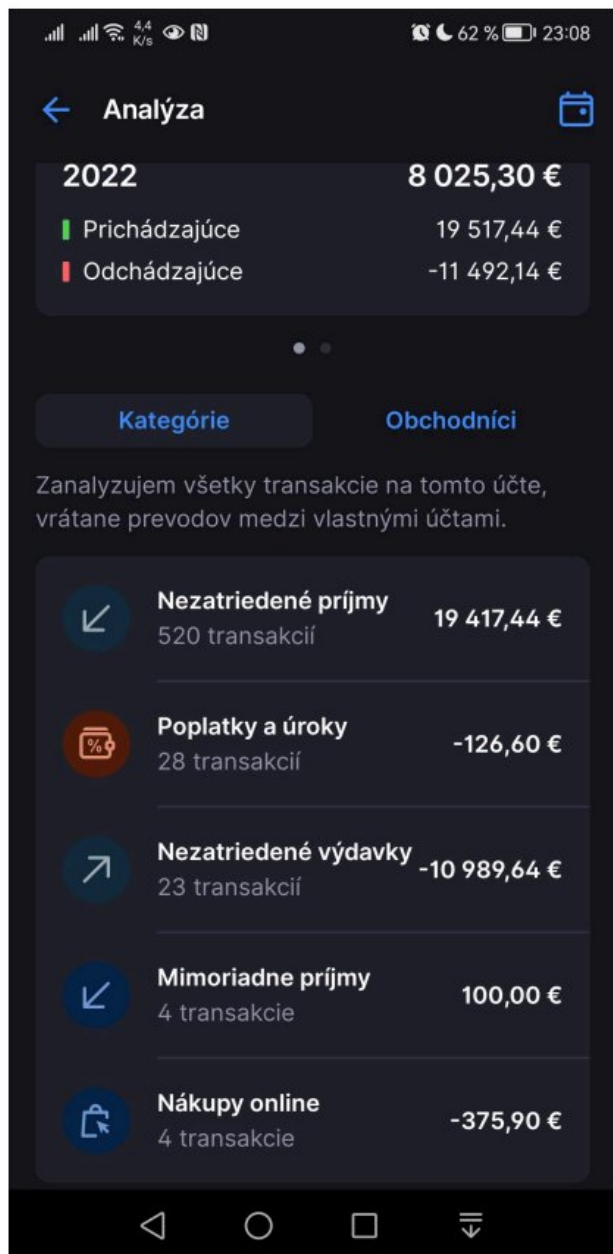 4,4
K/s
62 % 23:08
Analýza
2022 8 025,30 €
Prichádzajúce 19 517,44 €
Odchádzajúce -11 492,14 €
Kategórie Obchodníci
Zanalyzujem všetky transakcie na tomto účte,
vrátane prevodov medzi vlastnými účtami.
Nezatriedené príjmy 19 417,44 €
520 transakcií
Poplatky a úroky -126,60 €
28 transakcií
Nezatriedené výdavky -10 989,64 €
23 transakcií
Mimoriadne príjmy 100,00 €
4 transakcie
Nákupy online -375,90 €
4 transakcie